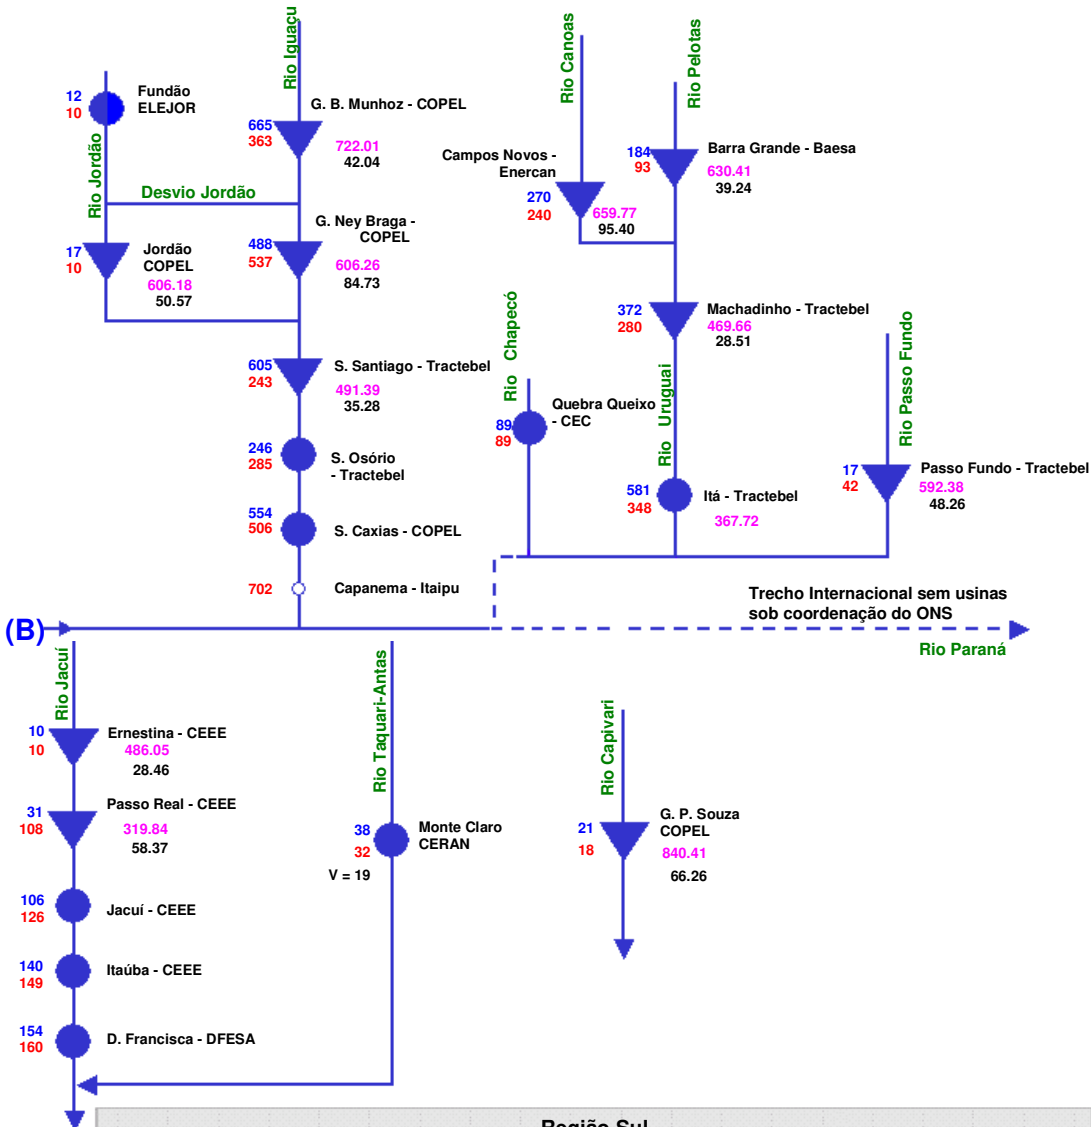 Rio Iguaçu
Rio Canoas
Rio Pelotas
12
10
Fundão
ELEJOR
Rio Jordão
Desvio Jordão
G. B. Munhoz - COPEL
665
363
722.01
42.04
G. Ney Braga -
COPEL
488
537
606.26
84.73
17
10
Jordão
COPEL
606.18
50.57
605
243
S. Santiago - Tractebel
491.39
35.28
246
285
S. Osório
- Tractebel
554
506
S. Caxias - COPEL
702
Capanema - Itaipu
Campos Novos -
Enercan
270
240
659.77
95.40
184
93
Barra Grande - Baesa
630.41
39.24
372
280
Machadinho - Tractebel
469.66
28.51
Rio Chapecó
Quebra Queixo
- CEC
89
89
Rio Uruguai
581
348
Itá - Tractebel
367.72
Rio Passo Fundo
17
42
Passo Fundo - Tractebel
592.38
48.26
Trecho Internacional sem usinas
sob coordenação do ONS
(B)
Rio Paraná
Rio Jacuí
10
10
Ernestina - CEEE
486.05
28.46
31
108
Passo Real - CEEE
319.84
58.37
106
126
Jacuí - CEEE
140
149
Itaúba - CEEE
154
160
D. Francisca - DFESA
Rio Taquari-Antas
38
32
V = 19
Monte Claro
CERAN
Rio Capivari
21
18
G. P. Souza
COPEL
840.41
66.26
Região Sul